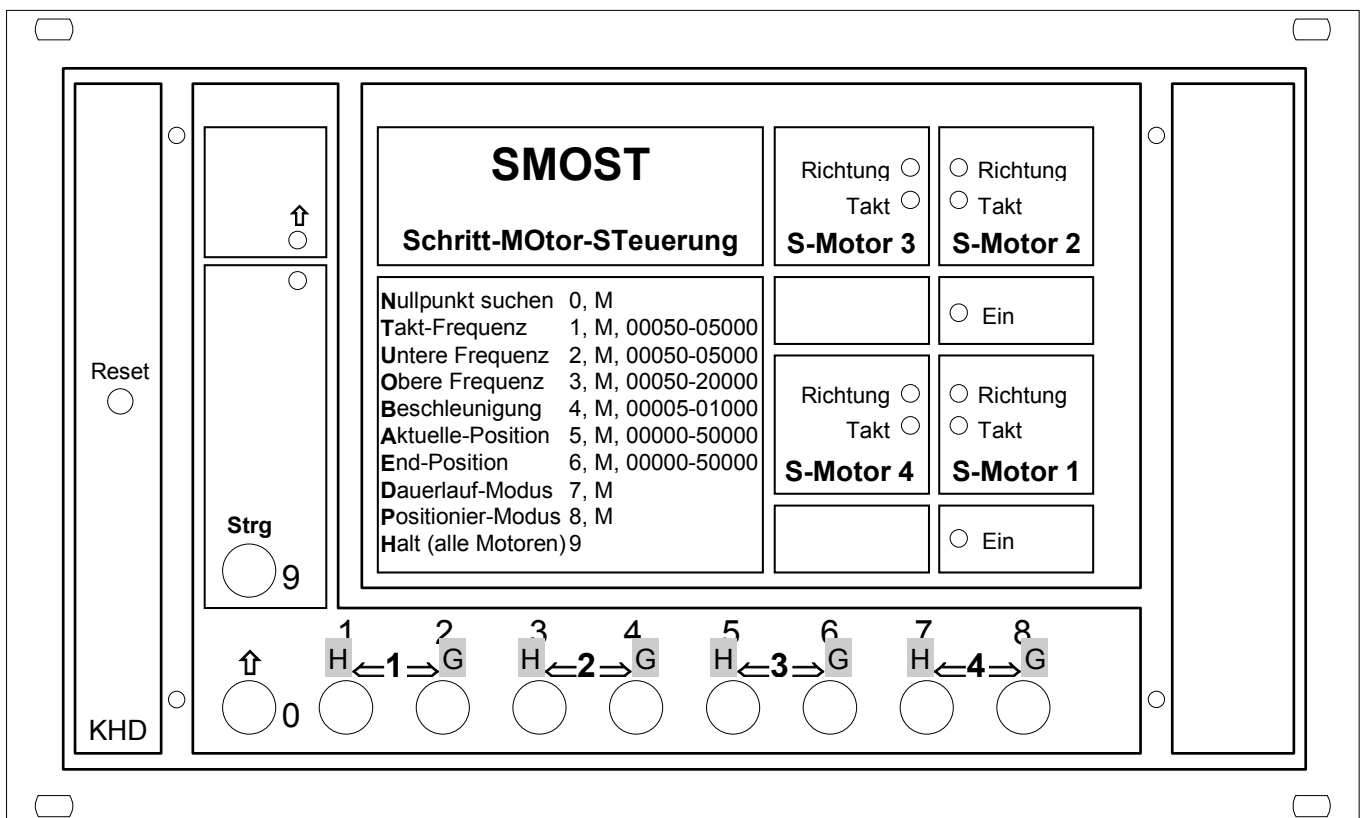 SMOST
Schritt-MOtor-STeuerung
Richtung
Takt
S-Motor 3
Richtung
Takt
S-Motor 2
Nullpunkt suchen 0, M
Takt-Frequenz 1, M, 00050-05000
Untere Frequenz 2, M, 00050-05000
Obere Frequenz 3, M, 00050-20000
Beschleunigung 4, M, 00005-01000
Aktuelle-Position 5, M, 00000-50000
End-Position 6, M, 00000-50000
Dauerlauf-Modus 7, M
Positionier-Modus 8, M
Halt (alle Motoren) 9
Ein
Richtung
Takt
S-Motor 4
Richtung
Takt
S-Motor 1
Ein
Reset
KHD
⇧
Strg
9
⇧
0
1 2 3 4 5 6 7 8
H ⇐1⇒ G H ⇐2⇒ G H ⇐3⇒ G H ⇐4⇒ G